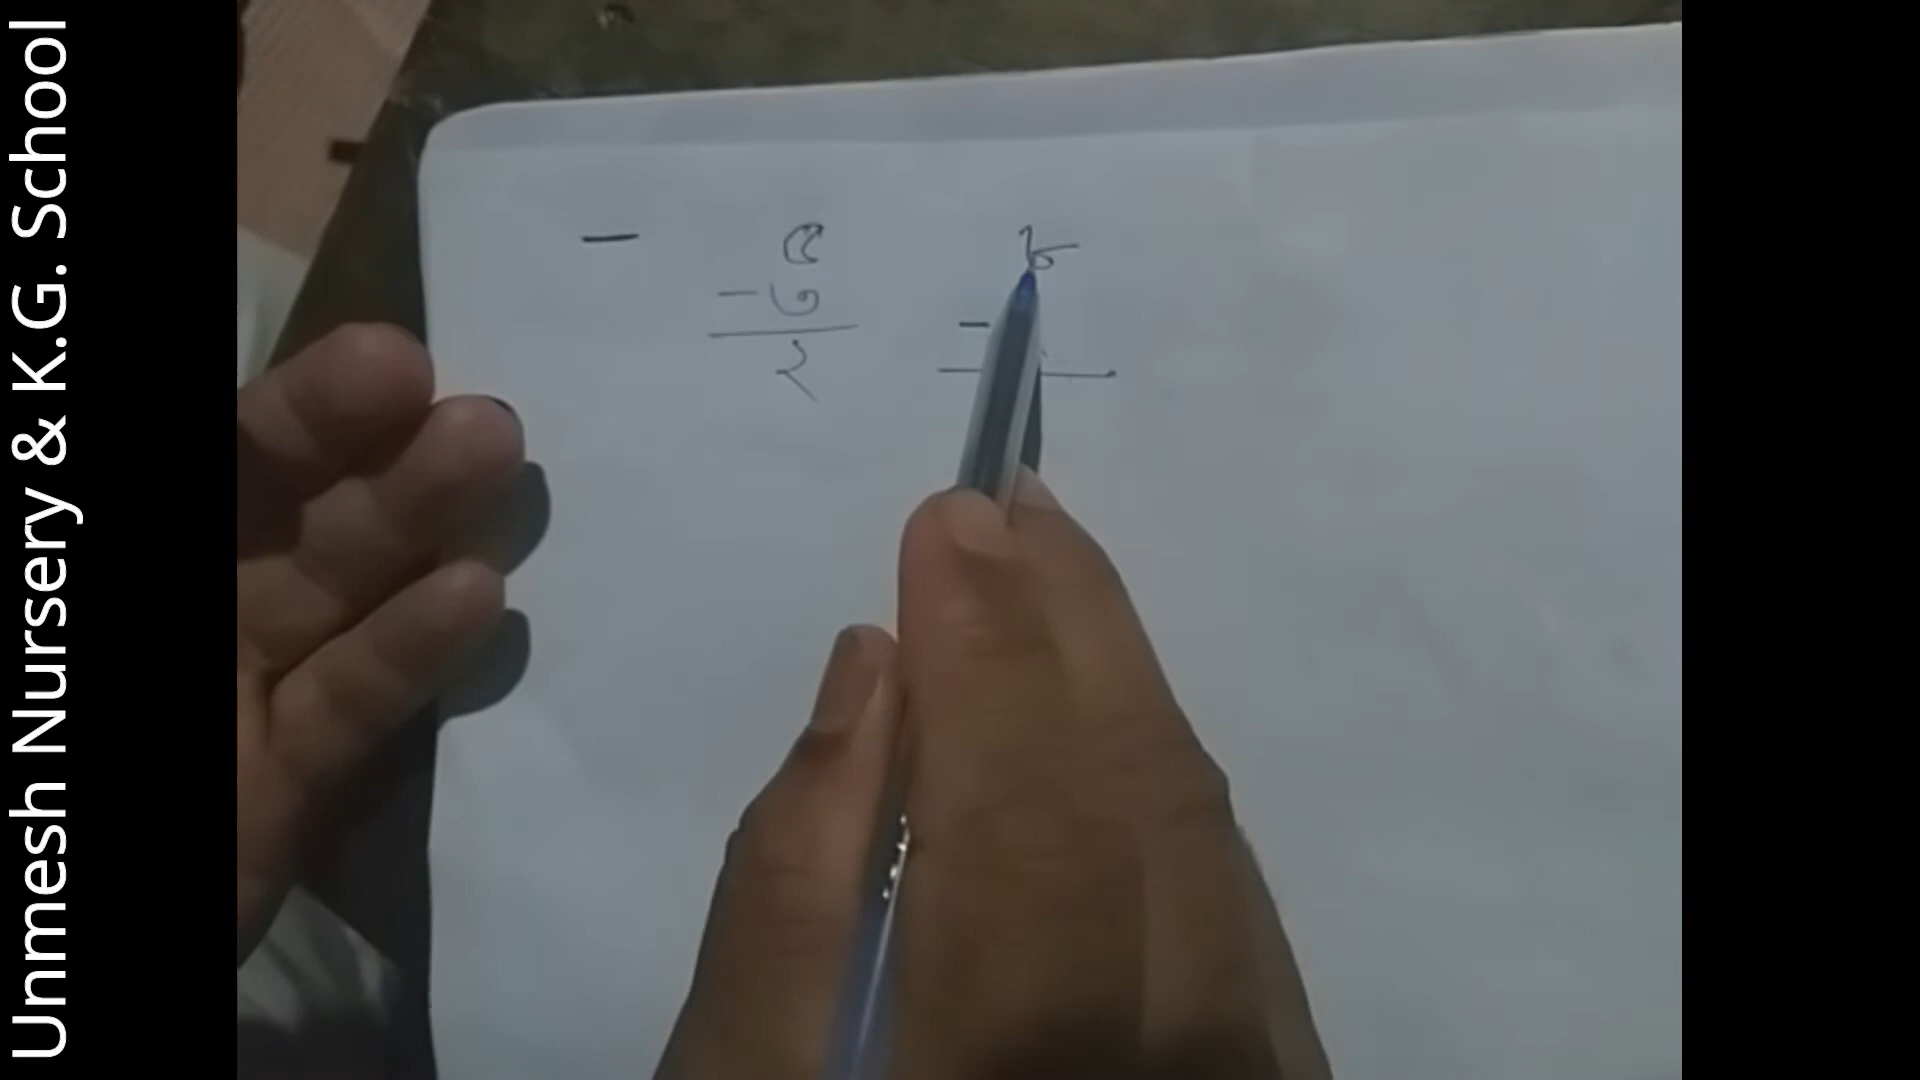 Unmesh Nursery & K.G. School
—
৫ ৮
- ৩ -
২